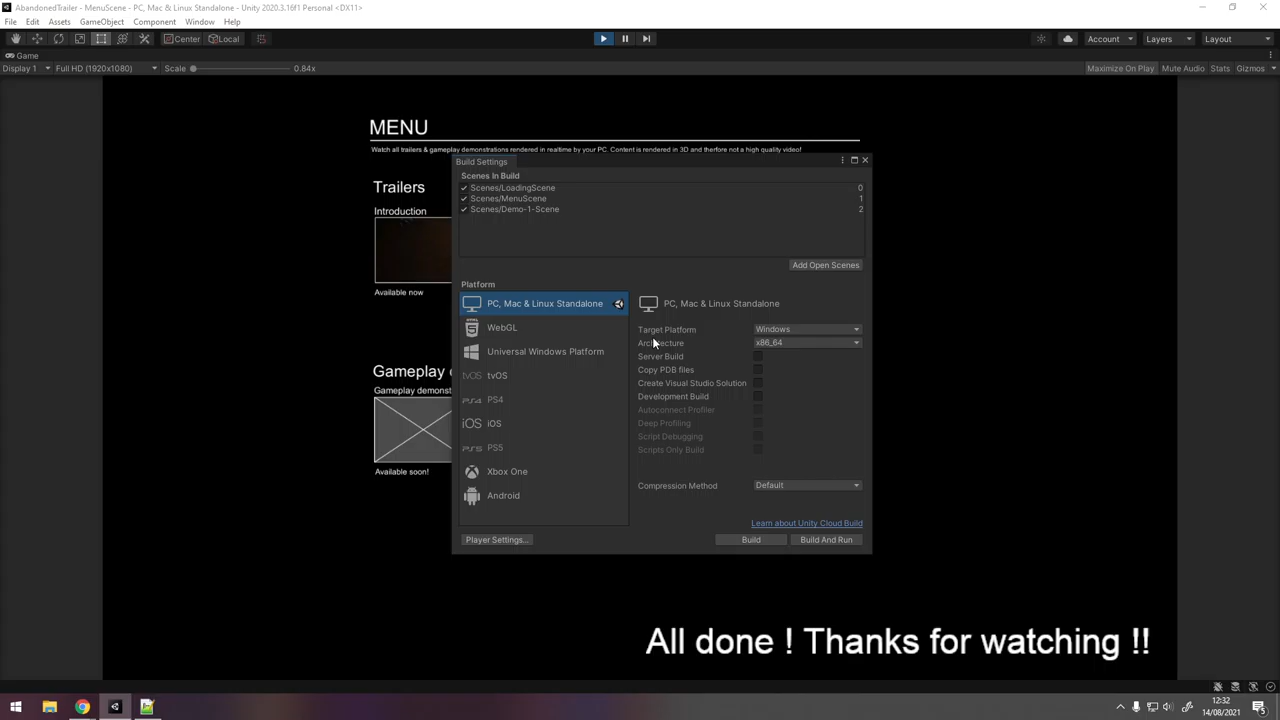 AbandonedTrailer - MenuScene - PC, Mac & Linux Standalone - Unity 2020.3.16f1 Personal <DX11>
File Edit Assets GameObject Component Window Help
Center Local Account Layers Layout
Game
Display 1 Full HD (1920x1080) Scale 0.84x Maximize On Play Mute Audio Stats Gizmos
MENU
Watch all trailers & gameplay demonstrations rendered in realtime by your PC. Content is rendered in 3D and therfore not a high quality video!
Build Settings
Scenes In Build
Scenes/LoadingScene 0
Scenes/MenuScene 1
Scenes/Demo-1-Scene 2
Add Open Scenes
Trailers
Introduction
Available now
Gameplay
Gameplay demonst
Available soon!
Platform
PC, Mac & Linux Standalone
WebGL
Universal Windows Platform
tvOS tvOS
PS4 PS4
iOS iOS
PS5 PS5
Xbox One
Android
Player Settings...
PC, Mac & Linux Standalone
Target Platform Windows
Architecture x86_64
Server Build
Copy PDB files
Create Visual Studio Solution
Development Build
Autoconnect Profiler
Deep Profiling
Script Debugging
Scripts Only Build
Compression Method Default
Learn about Unity Cloud Build
Build Build And Run
All done ! Thanks for watching !!
12:32
14/08/2021
5